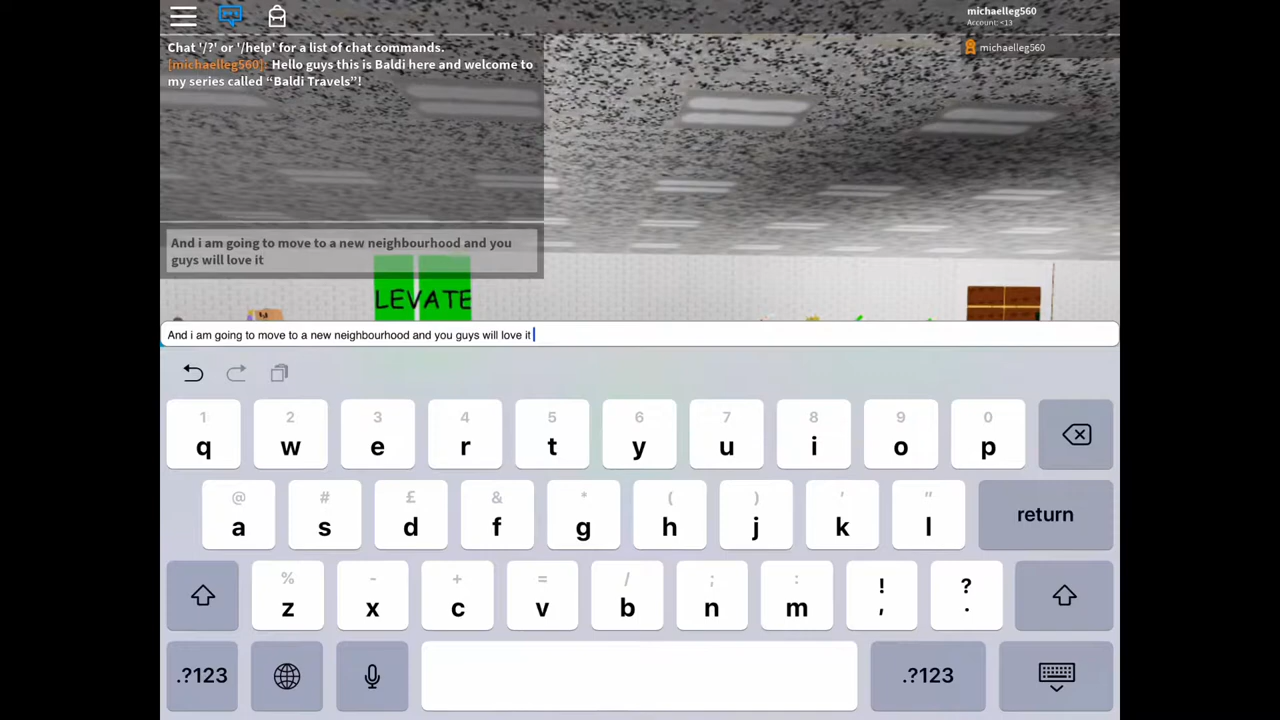 michaelleg560
Account: <13
michaelleg560
Chat '/?' or '/help' for a list of chat commands.
[michaelleg560]: Hello guys this is Baldi here and welcome to
my series called “Baldi Travels”!
And i am going to move to a new neighbourhood and you
guys will love it
LEVATE
And i am going to move to a new neighbourhood and you guys will love it
1 2 3 4 5 6 7 8 9 0
q w e r t y u i o p
@ # £ & * ( ) ' "
a s d f g h j k l return
% - + = / ; : ! ?
z x c v b n m , .
.?123 .?123